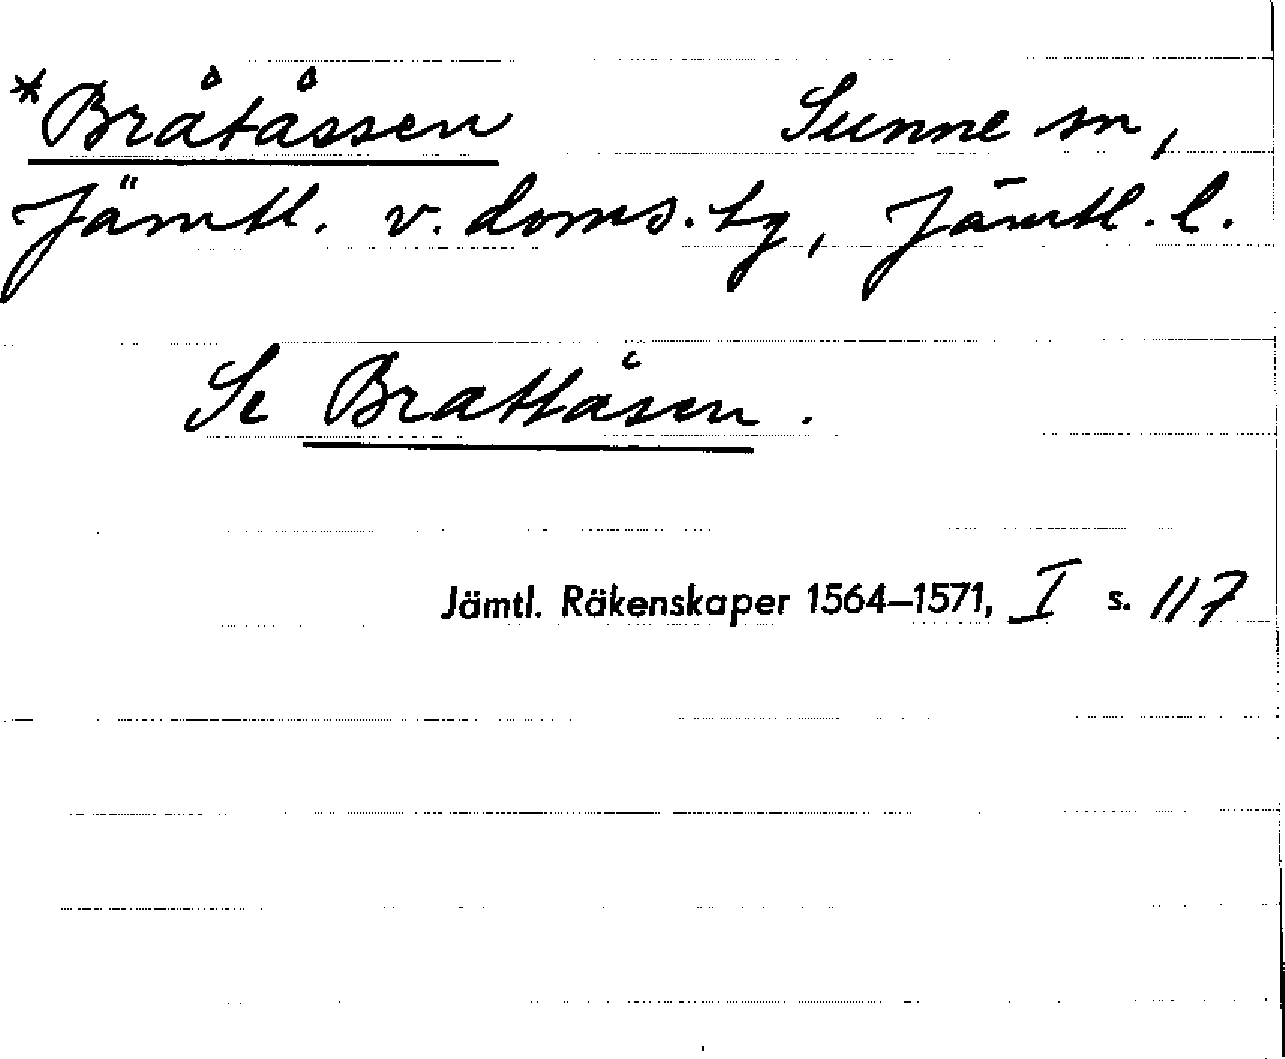 *Bråtåssen Sunne sn,
Jämtl. v. doms. tg, Jämtl. l.
Se Brattåsen.
Jämtl. Räkenskaper 1564–1571, I s. 117